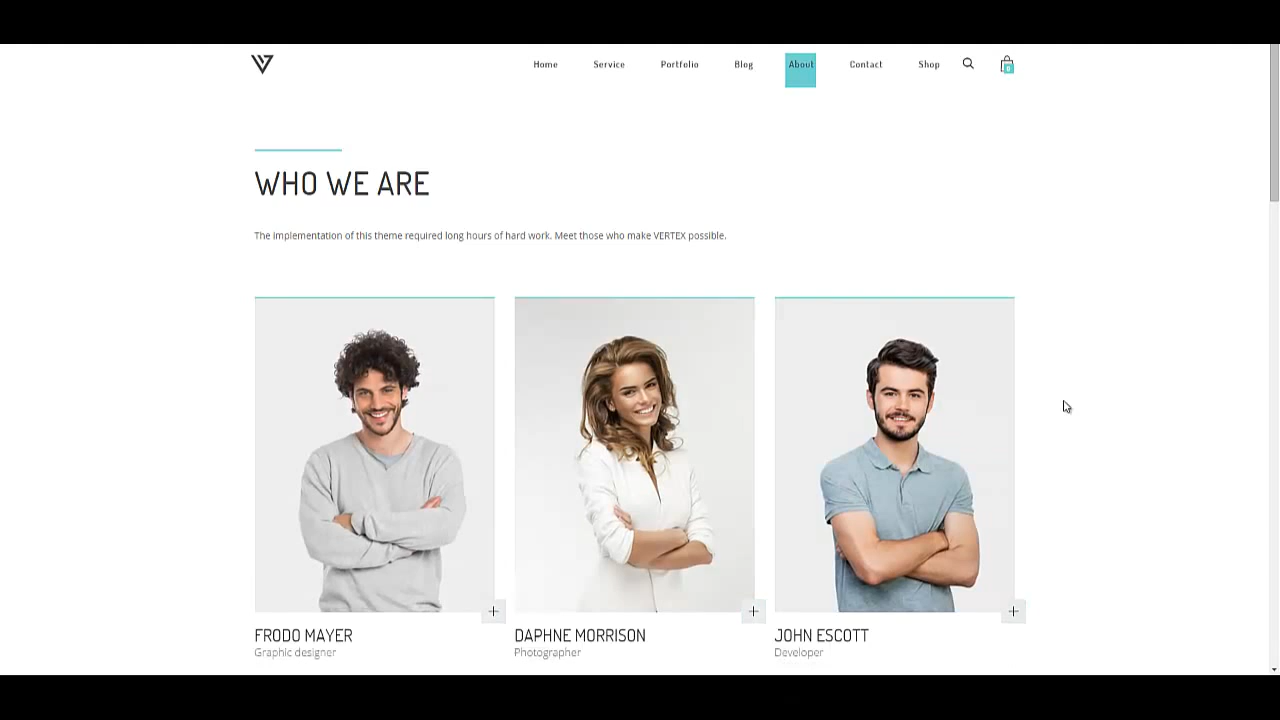 Home Service Portfolio Blog About Contact Shop 0
WHO WE ARE
The implementation of this theme required long hours of hard work. Meet those who make VERTEX possible.
FRODO MAYER DAPHNE MORRISON JOHN ESCOTT
Graphic designer Photographer Developer